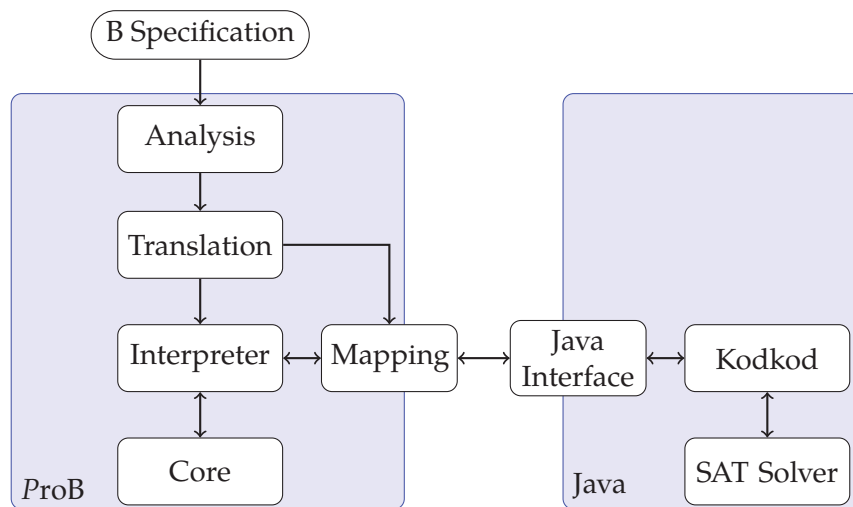 B Specification
Analysis
Translation
Interpreter
Mapping
Java
Interface
Kodkod
Core
SAT Solver
ProB
Java